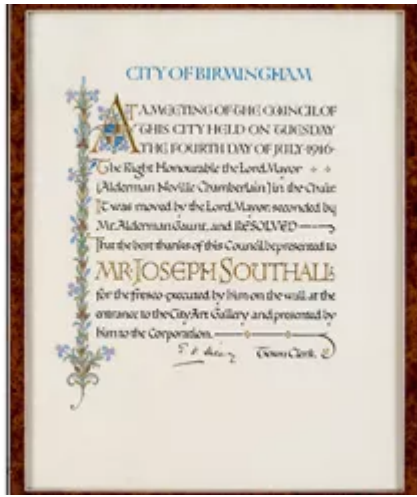 CITY OF BIRMINGHAM
AT A MEETING OF THE COUNCIL OF
THIS CITY HELD ON TUESDAY
THE FOURTH DAY OF JULY 1916
The Right Honourable the Lord Mayor
(Alderman Neville Chamberlain) in the Chair
It was moved by the Lord Mayor, seconded by
Mr. Alderman Gaunt, and RESOLVED
That the best thanks of this Council be presented to
MR JOSEPH SOUTHALL
for the fresco executed by him on the wall at the
entrance to the City Art Gallery and presented by
him to the Corporation.
Town Clerk.